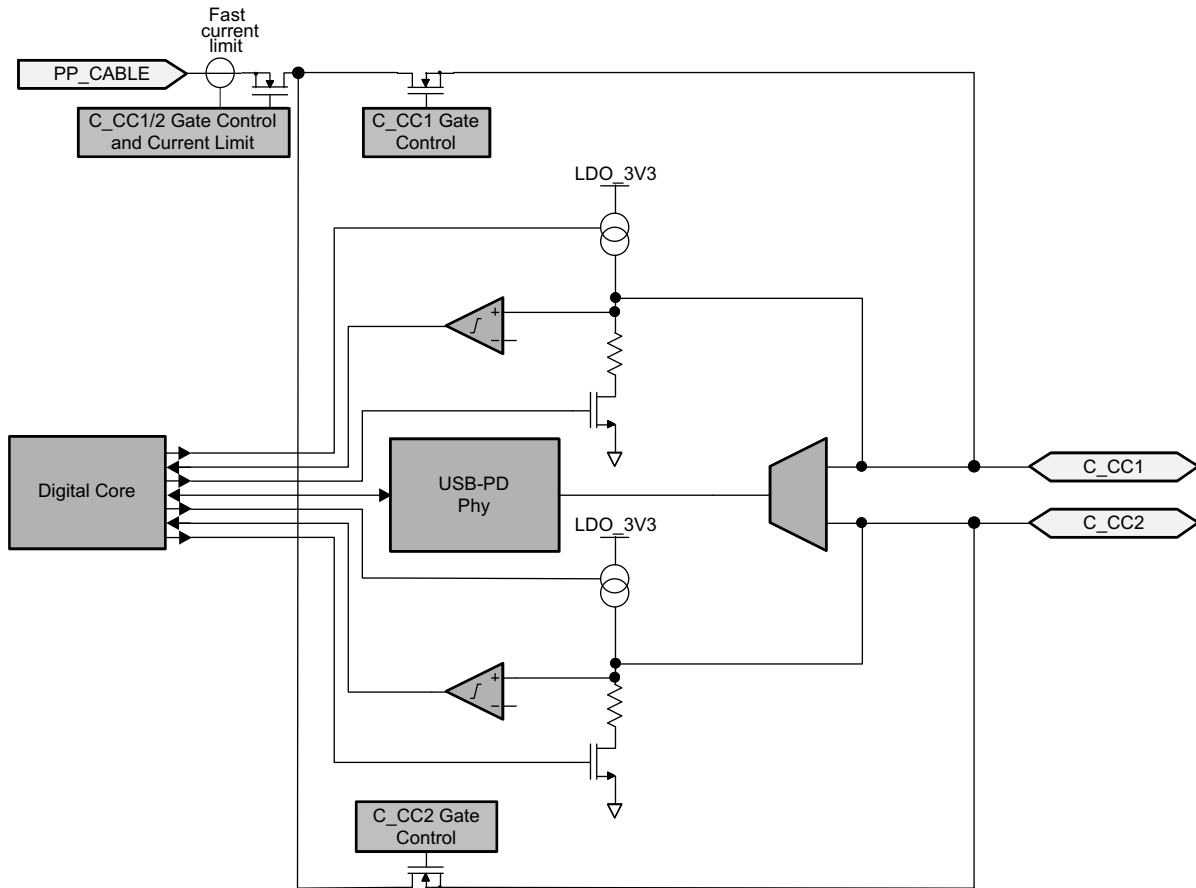 Fast
current
limit
PP_CABLE
C_CC1/2 Gate Control
and Current Limit
C_CC1 Gate
Control
LDO_3V3
+
−
Digital Core
USB-PD
Phy
C_CC1
C_CC2
LDO_3V3
+
−
C_CC2 Gate
Control